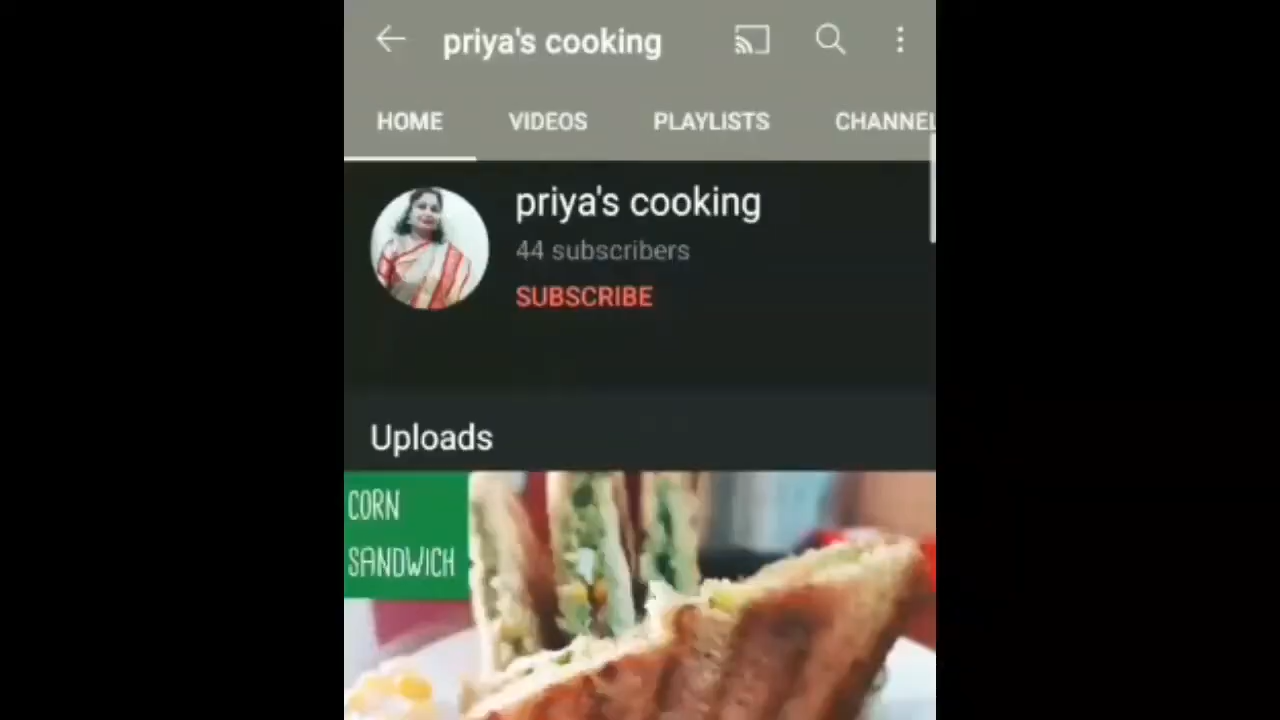 priya's cooking
HOME VIDEOS PLAYLISTS CHANNEL
priya's cooking
44 subscribers
SUBSCRIBE
Uploads
CORN
SANDWICH